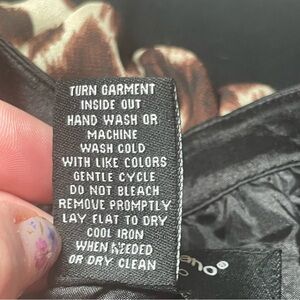 TURN GARMENT
INSIDE OUT
HAND WASH OR
MACHINE
WASH COLD
WITH LIKE COLORS
GENTLE CYCLE
DO NOT BLEACH
REMOVE PROMPTLY
LAY FLAT TO DRY
COOL IRON
WHEN NEEDED
OR DRY CLEAN